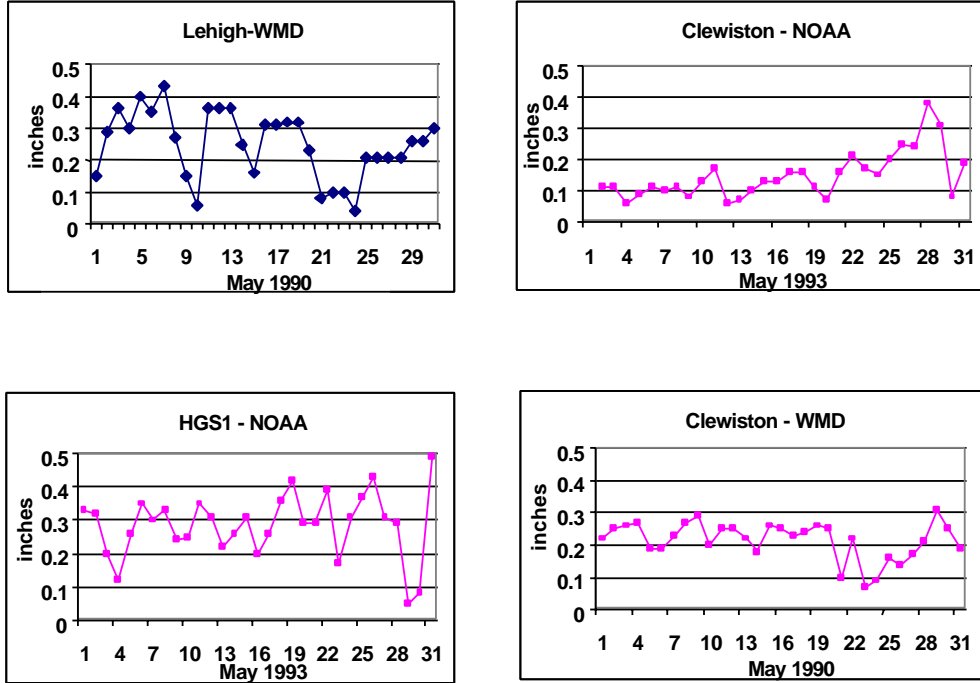 Lehigh-WMD
inches
0.5
0.4
0.3
0.2
0.1
0
1 5 9 13 17 21 25 29
May 1990
Clewiston - NOAA
inches
0.5
0.4
0.3
0.2
0.1
0
1 4 7 10 13 16 19 22 25 28 31
May 1993
HGS1 - NOAA
inches
0.5
0.4
0.3
0.2
0.1
0
1 4 7 10 13 16 19 22 25 28 31
May 1993
Clewiston - WMD
inches
0.5
0.4
0.3
0.2
0.1
0
1 4 7 10 13 16 19 22 25 28 31
May 1990